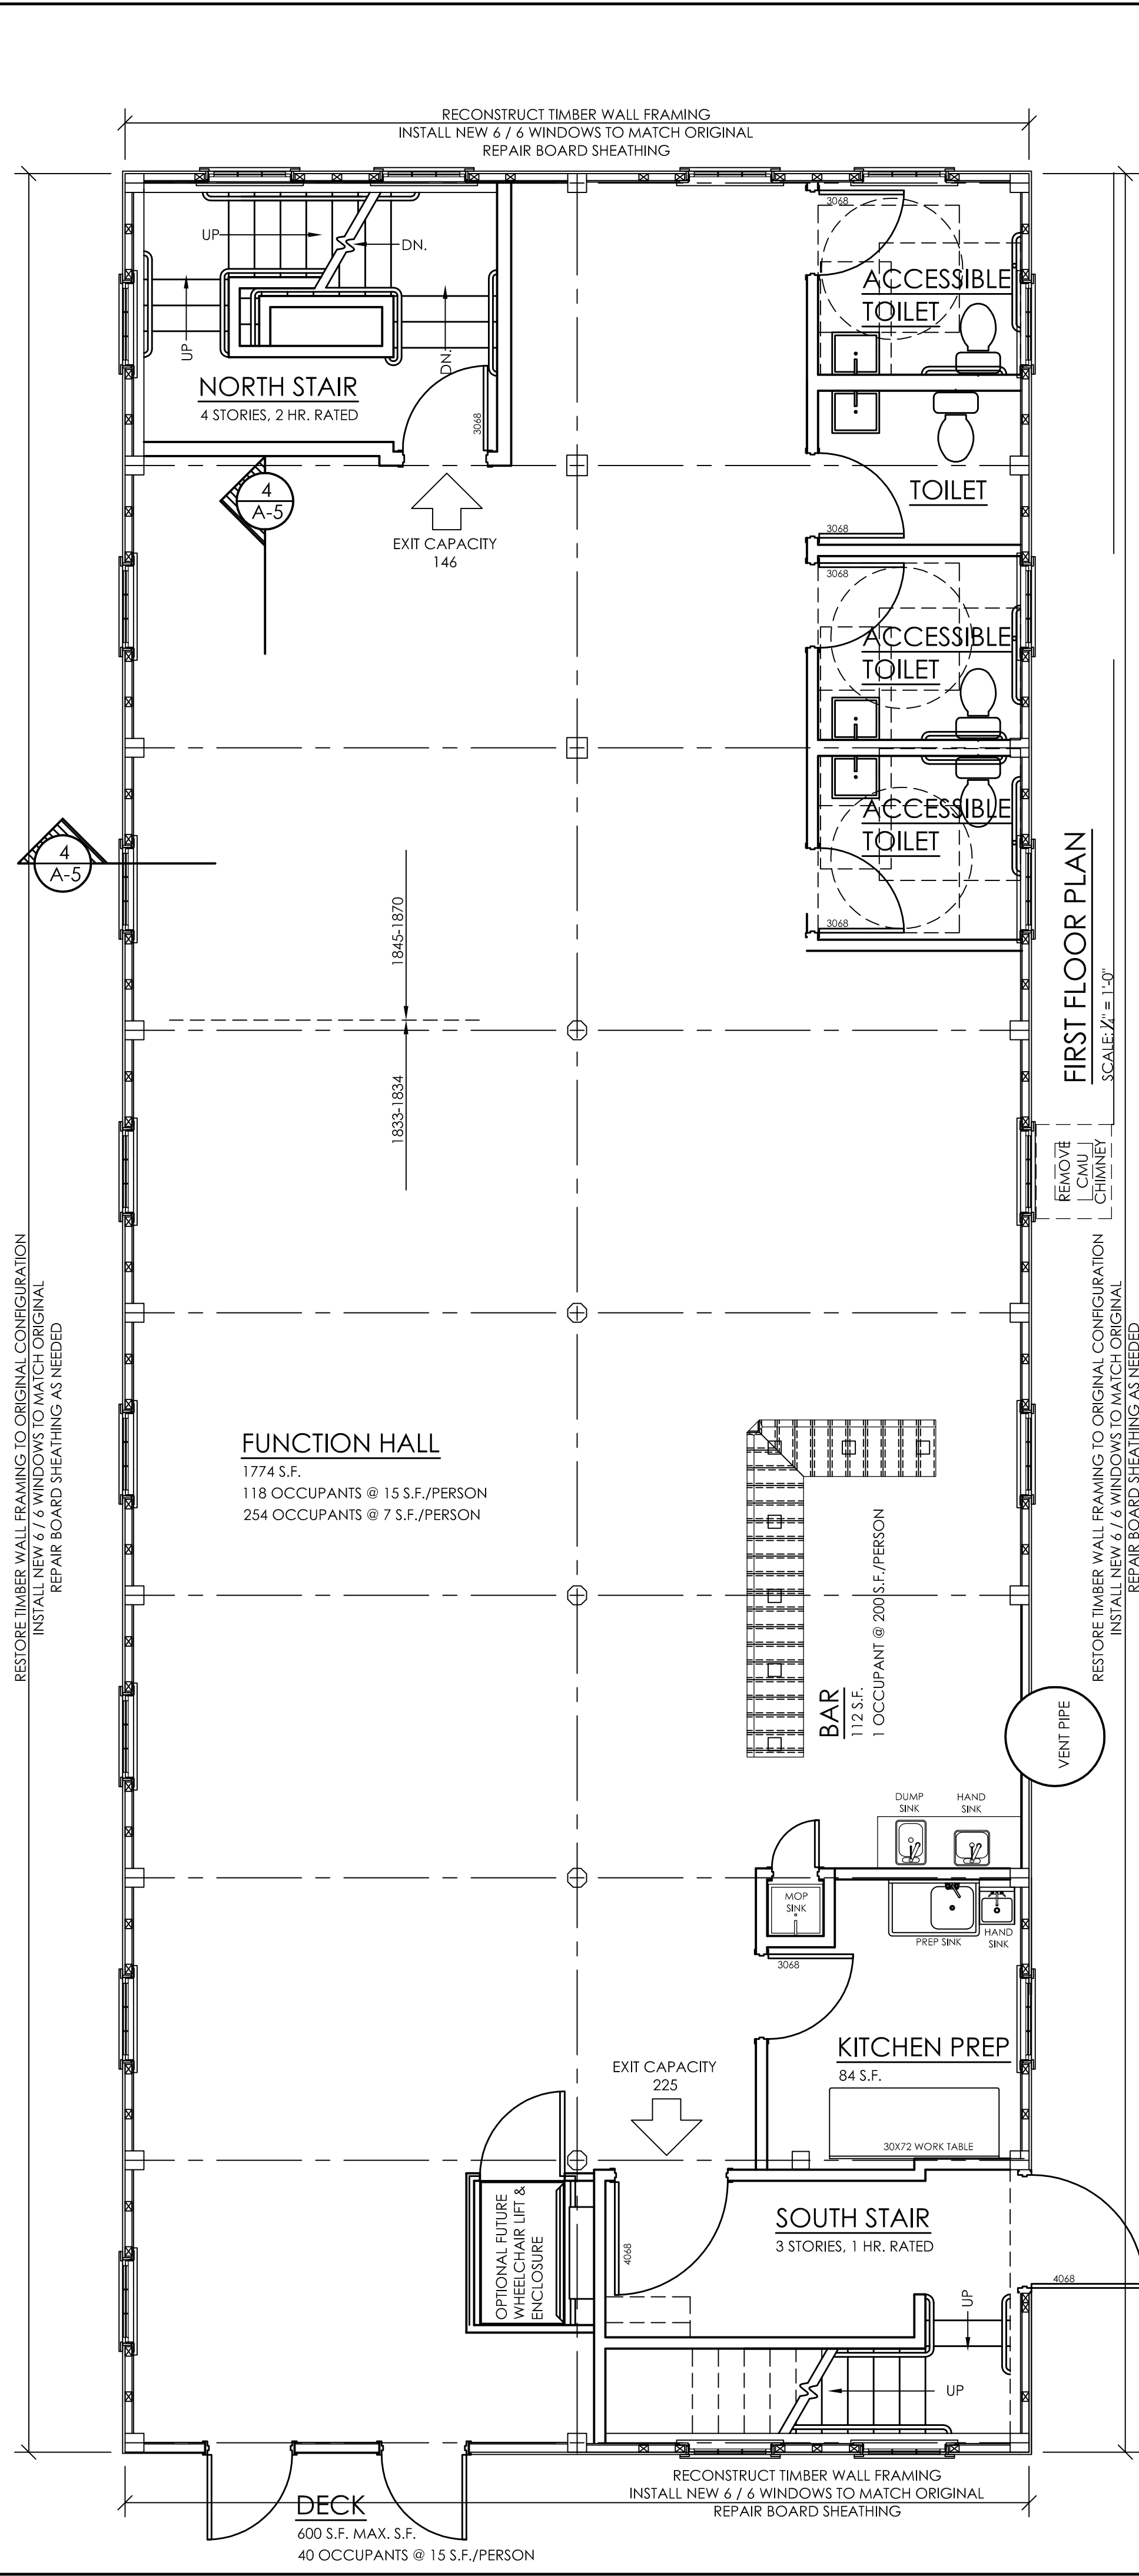 RECONSTRUCT TIMBER WALL FRAMING
INSTALL NEW 6 / 6 WINDOWS TO MATCH ORIGINAL
REPAIR BOARD SHEATHING
UP
DN.
UP
DN.
NORTH STAIR
4 STORIES, 2 HR. RATED
3068
4
A-5
EXIT CAPACITY
146
3068
ACCESSIBLE
TOILET
TOILET
3068
3068
ACCESSIBLE
TOILET
ACCESSIBLE
TOILET
3068
4
A-5
1845-1870
1833-1834
FIRST FLOOR PLAN
SCALE: 1/4" = 1'-0"
REMOVE
CMU
CHIMNEY
RESTORE TIMBER WALL FRAMING TO ORIGINAL CONFIGURATION
INSTALL NEW 6 / 6 WINDOWS TO MATCH ORIGINAL
REPAIR BOARD SHEATHING AS NEEDED
RESTORE TIMBER WALL FRAMING TO ORIGINAL CONFIGURATION
INSTALL NEW 6 / 6 WINDOWS TO MATCH ORIGINAL
REPAIR BOARD SHEATHING AS NEEDED
FUNCTION HALL
1774 S.F.
118 OCCUPANTS @ 15 S.F./PERSON
254 OCCUPANTS @ 7 S.F./PERSON
BAR
112 S.F.
1 OCCUPANT @ 200 S.F./PERSON
VENT PIPE
DUMP
SINK
HAND
SINK
MOP
SINK
PREP SINK
HAND
SINK
3068
KITCHEN PREP
84 S.F.
30X72 WORK TABLE
EXIT CAPACITY
225
OPTIONAL FUTURE
WHEELCHAIR LIFT &
ENCLOSURE
4068
SOUTH STAIR
3 STORIES, 1 HR. RATED
4068
UP
UP
RECONSTRUCT TIMBER WALL FRAMING
INSTALL NEW 6 / 6 WINDOWS TO MATCH ORIGINAL
REPAIR BOARD SHEATHING
DECK
600 S.F. MAX. S.F.
40 OCCUPANTS @ 15 S.F./PERSON